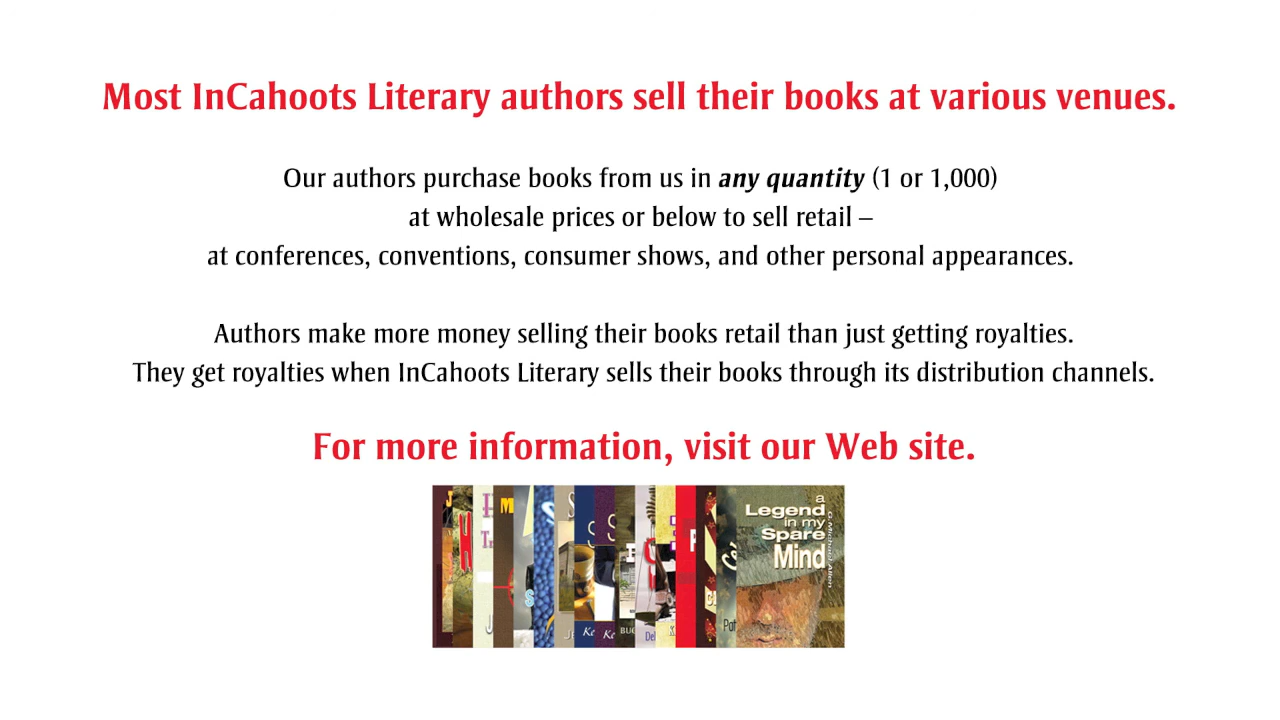 Most InCahoots Literary authors sell their books at various venues.
Our authors purchase books from us in any quantity (1 or 1,000)
at wholesale prices or below to sell retail –
at conferences, conventions, consumer shows, and other personal appearances.
Authors make more money selling their books retail than just getting royalties.
They get royalties when InCahoots Literary sells their books through its distribution channels.
For more information, visit our Web site.
a
Legend
in my
Spare
Mind
C. Michael Allen